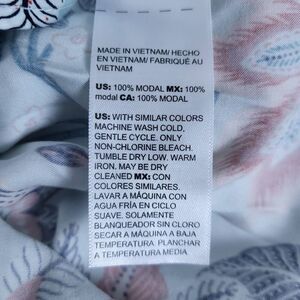 MADE IN VIETNAM/ HECHO
EN VIETNAM/ FABRIQUÉ AU
VIETNAM
US: 100% MODAL MX: 100%
modal CA: 100% MODAL
US: WITH SIMILAR COLORS
MACHINE WASH COLD,
GENTLE CYCLE. ONLY
NON-CHLORINE BLEACH.
TUMBLE DRY LOW. WARM
IRON. MAY BE DRY
CLEANED MX: CON
COLORES SIMILARES.
LAVAR A MÁQUINA CON
AGUA FRÍA EN CICLO
SUAVE. SOLAMENTE
BLANQUEADOR SIN CLORO
SECAR A MÁQUINA A BAJA
TEMPERATURA. PLANCHAR
A TEMPERATURA MEDIA.